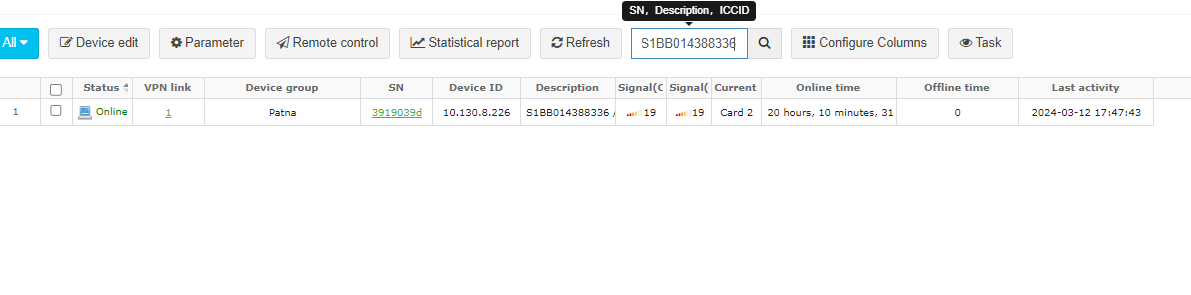 SN, Description, ICCID
All Device edit Parameter Remote control Statistical report Refresh S1BB014388336 Configure Columns Task
Status VPN link Device group SN Device ID Description Signal(C Signal( Current Online time Offline time Last activity
1 Online 1 Patna 3919039d 10.130.8.226 S1BB014388336 / 19 19 Card 2 20 hours, 10 minutes, 31 0 2024-03-12 17:47:43